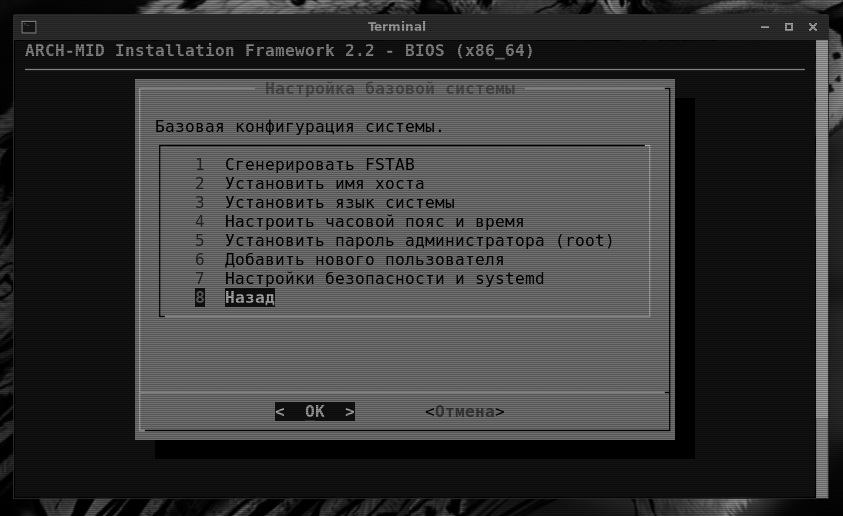 Terminal
ARCH-MID Installation Framework 2.2 - BIOS (x86_64)
Настройка базовой системы
Базовая конфигурация системы.
1 Сгенерировать FSTAB
2 Установить имя хоста
3 Установить язык системы
4 Настроить часовой пояс и время
5 Установить пароль администратора (root)
6 Добавить нового пользователя
7 Настройки безопасности и systemd
8 Назад
< OK > <Отмена>